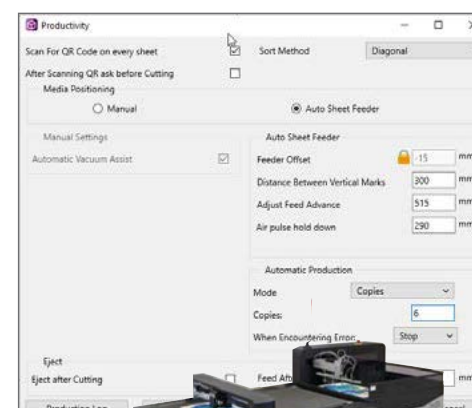 Productivity
Scan For QR Code on every sheet
Sort Method Diagonal
After Scanning QR ask before Cutting
Media Positioning
Manual Auto Sheet Feeder
Manual Settings Auto Sheet Feeder
Automatic Vacuum Assist Feeder Offset -15 mm
Distance Between Vertical Marks 300 mm
Adjust Feed Advance 515 mm
Air pulse hold down 290 mm
Automatic Production
Mode Copies
Copies: 6
When Encountering Error: Stop
Eject
Eject after Cutting Feed mm
Production Log